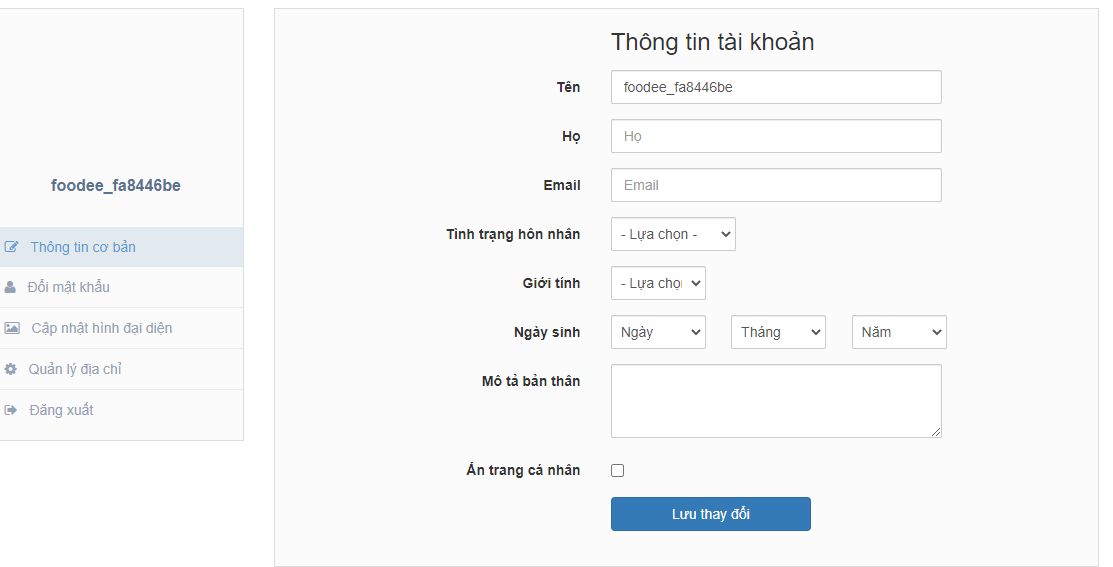 foodee_fa8446be
Thông tin cơ bản
Đổi mật khẩu
Cập nhật hình đại diện
Quản lý địa chỉ
Đăng xuất
Thông tin tài khoản
Tên foodee_fa8446be
Họ Họ
Email Email
Tình trạng hôn nhân - Lựa chọn -
Giới tính - Lựa chọ
Ngày sinh Ngày Tháng Năm
Mô tả bản thân
Ẩn trang cá nhân
Lưu thay đổi